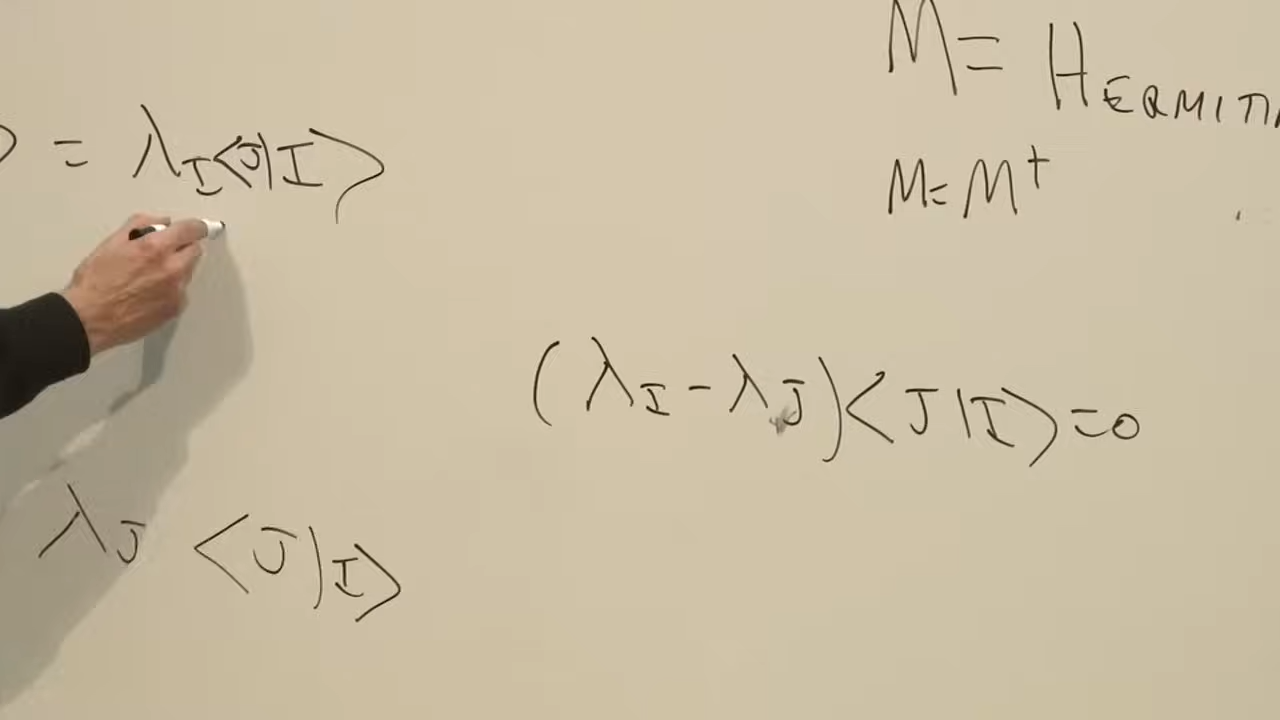 M = HERMITI
⟩ = λ_I⟨J|I⟩
M = M†
(λ_I - λ_J)⟨J|I⟩ = 0
λ_J ⟨J|I⟩